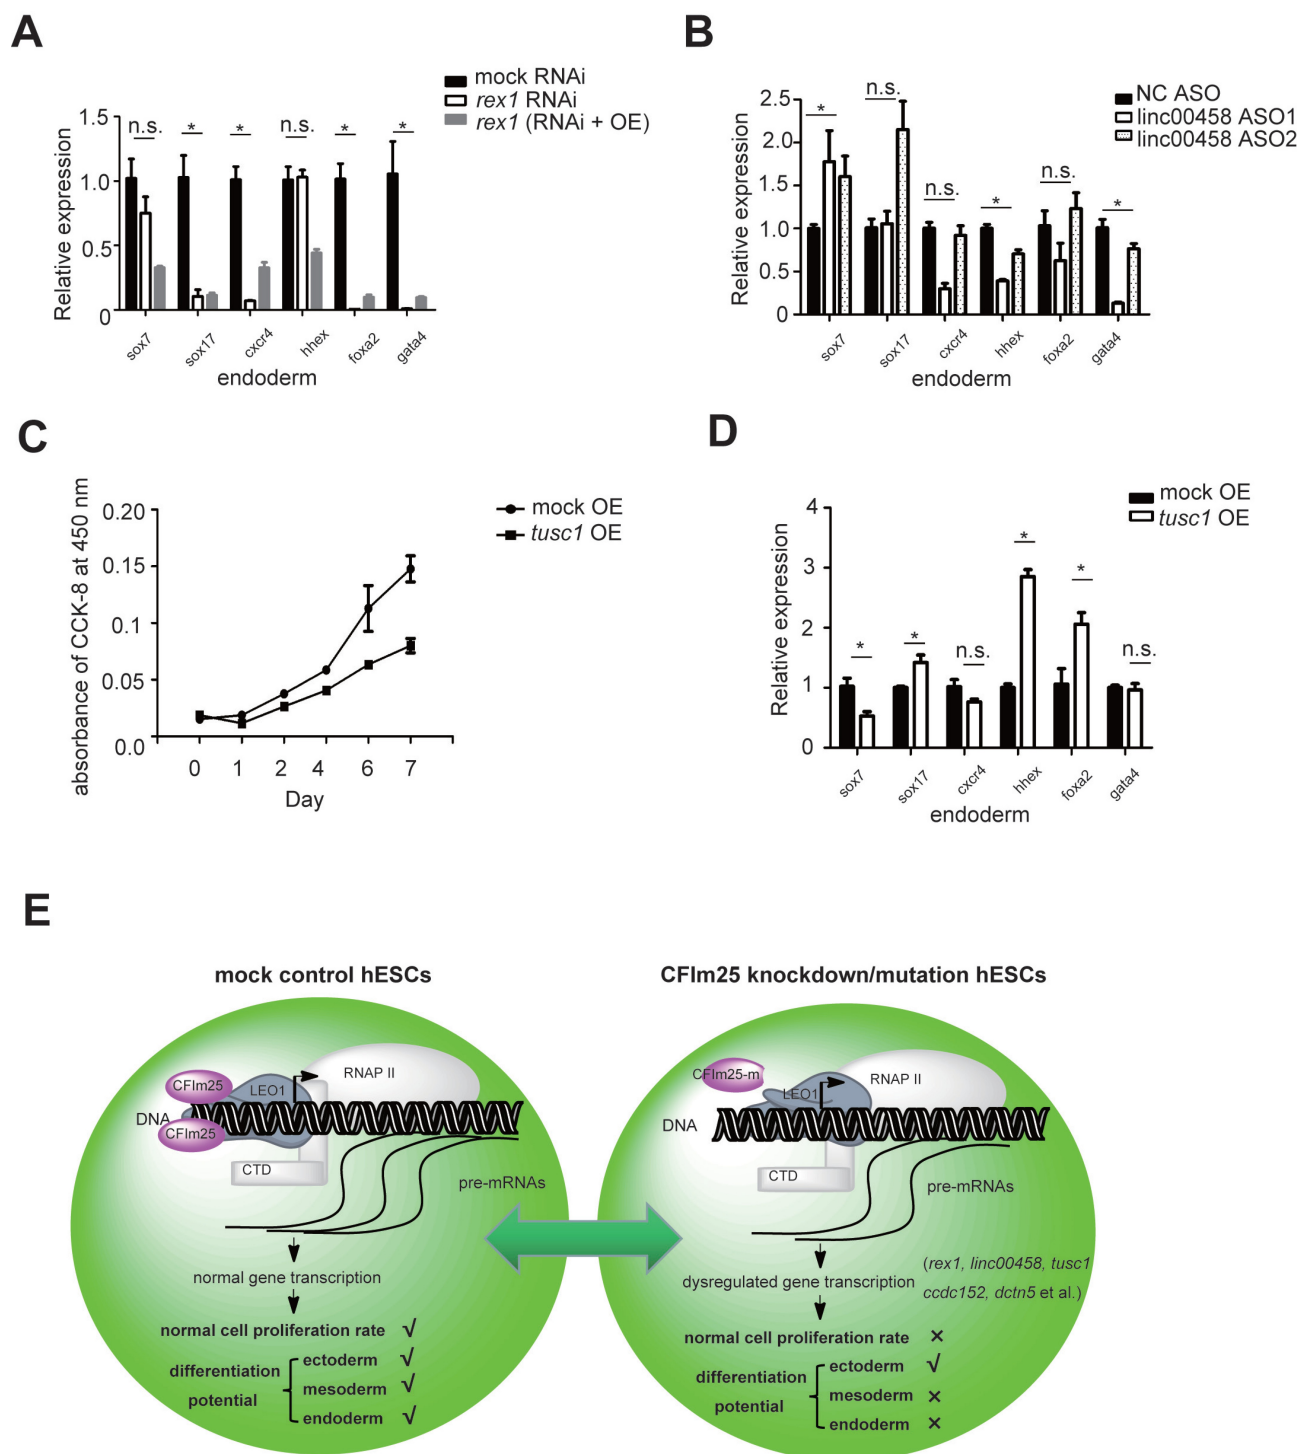 A
mock RNAi
rex1 RNAi
rex1 (RNAi + OE)
Relative expression
1.5
1.0
0.5
0
n.s.
*
*
n.s.
*
*
sox7
sox17
cxcr4
hhex
foxa2
gata4
endoderm
B
NC ASO
linc00458 ASO1
linc00458 ASO2
Relative expression
2.5
2.0
1.5
1.0
0.5
0
*
n.s.
n.s.
*
n.s.
*
sox7
sox17
cxcr4
hhex
foxa2
gata4
endoderm
C
mock OE
tusc1 OE
absorbance of CCK-8 at 450 nm
0.20
0.15
0.1
0.05
0.0
0 1 2 4 6 7
Day
D
mock OE
tusc1 OE
Relative expression
4
3
2
1
0
*
*
n.s.
*
*
n.s.
sox7
sox17
cxcr4
hhex
foxa2
gata4
endoderm
E
mock control hESCs
CFIm25
LEO1
RNAP II
DNA
CFIm25
CTD
pre-mRNAs
normal gene transcription
normal cell proliferation rate √
differentiation
potential
ectoderm √
mesoderm √
endoderm √
CFIm25 knockdown/mutation hESCs
CFIm25-m
LEO1
RNAP II
DNA
CTD
pre-mRNAs
dysregulated gene transcription
(rex1, linc00458, tusc1
ccdc152, dctn5 et al.)
normal cell proliferation rate ×
differentiation
potential
ectoderm √
mesoderm ×
endoderm ×